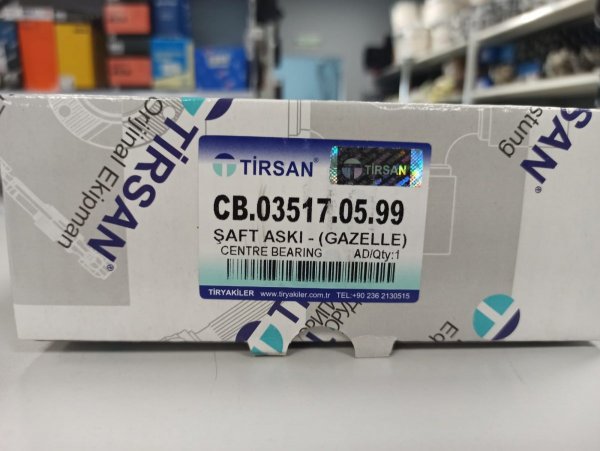 TİRSAN
Orijinal Ekipman
TİRSAN
TİRSAN
CB.03517.05.99
ŞAFT ASKI - (GAZELLE)
CENTRE BEARING AD/Qty:1
TİRYAKİLER www.tiryakiler.com.tr TEL:+90 236 2130515